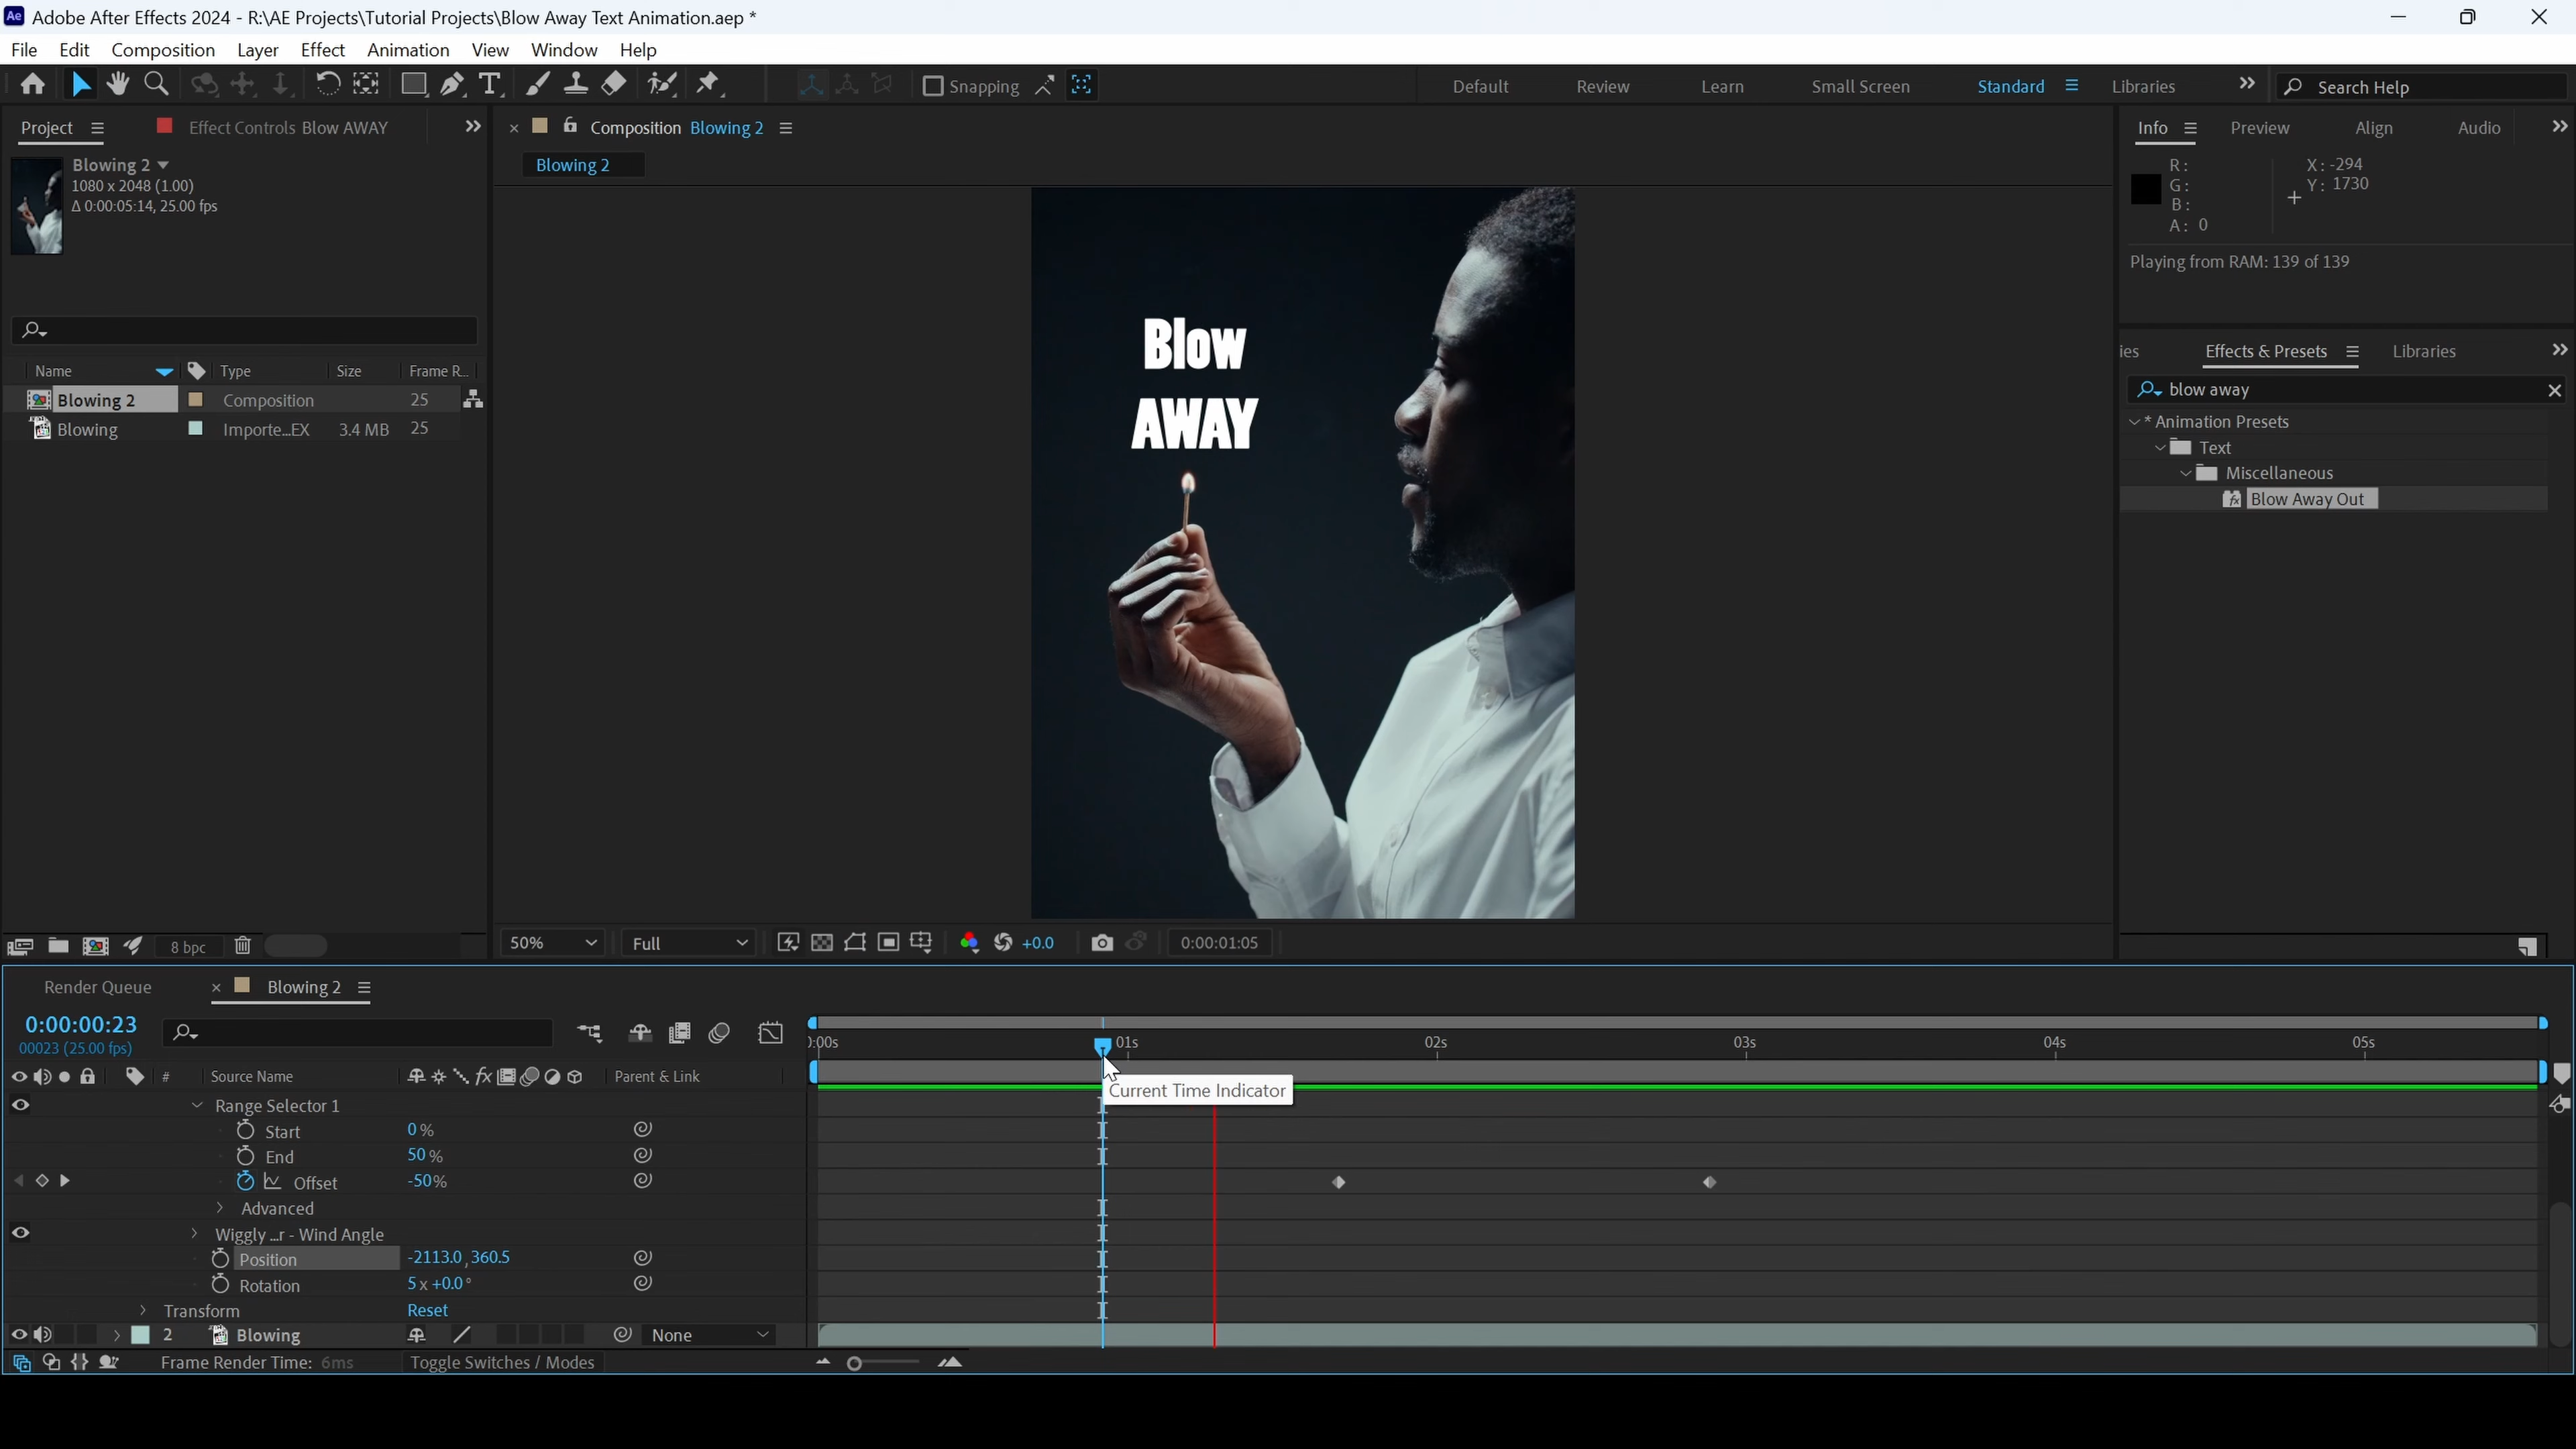 Adobe After Effects 2024 - R:\AE Projects\Tutorial Projects\Blow Away Text Animation.aep *
File Edit Composition Layer Effect Animation View Window Help
Snapping Default Review Learn Small Screen Standard Libraries Search Help
Project Effect Controls Blow AWAY
Composition Blowing 2
Info Preview Align Audio
Blowing 2
1080 x 2048 (1.00)
Δ 0:00:05:14, 25.00 fps
Blowing 2
R:
G:
B:
A: 0
X: -294
Y: 1730
Playing from RAM: 139 of 139
Blow
AWAY
ies Effects & Presets Libraries
blow away
* Animation Presets
Text
Miscellaneous
Blow Away Out
Name Type Size Frame R...
Blowing 2 Composition 25
Blowing Importe...EX 3.4 MB 25
8 bpc
50% Full +0.0 0:00:01:05
Render Queue Blowing 2
0:00:00:23
00023 (25.00 fps)
):00s 01s 02s 03s 04s 05s
# Source Name Parent & Link
Current Time Indicator
Range Selector 1
Start 0%
End 50%
Offset -50%
Advanced
Wiggly ...r - Wind Angle
Position -2113.0, 360.5
Rotation 5x+0.0°
Transform Reset
2 Blowing None
Frame Render Time: 6ms Toggle Switches / Modes